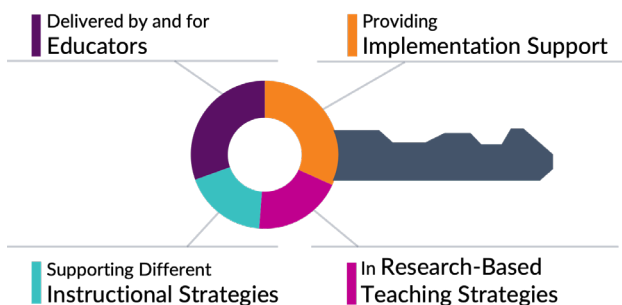 Delivered by and for
Educators
Providing
Implementation Support
Supporting Different
Instructional Strategies
In Research-Based
Teaching Strategies